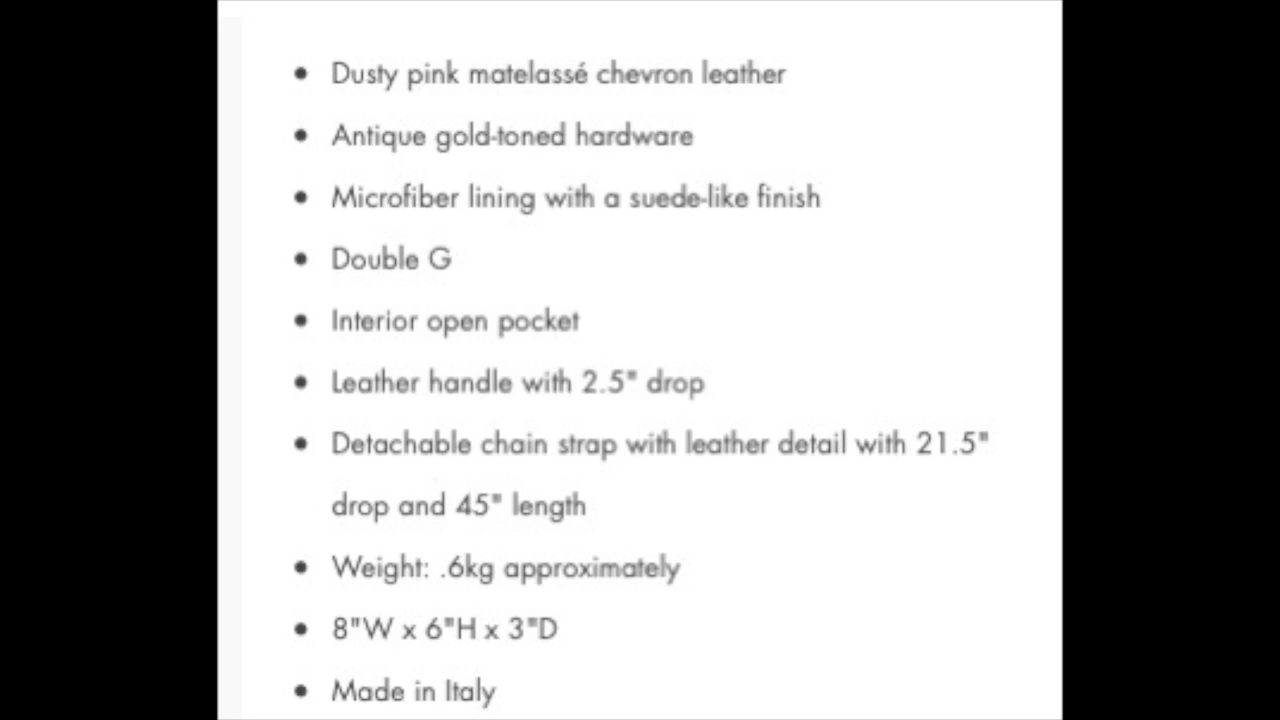 • Dusty pink matelassé chevron leather
• Antique gold-toned hardware
• Microfiber lining with a suede-like finish
• Double G
• Interior open pocket
• Leather handle with 2.5" drop
• Detachable chain strap with leather detail with 21.5"
drop and 45" length
• Weight: .6kg approximately
• 8"W x 6"H x 3"D
• Made in Italy